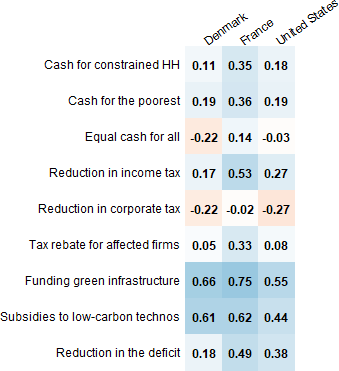 Denmark France United States
Cash for constrained HH 0.11 0.35 0.18
Cash for the poorest 0.19 0.36 0.19
Equal cash for all -0.22 0.14 -0.03
Reduction in income tax 0.17 0.53 0.27
Reduction in corporate tax -0.22 -0.02 -0.27
Tax rebate for affected firms 0.05 0.33 0.08
Funding green infrastructure 0.66 0.75 0.55
Subsidies to low-carbon technos 0.61 0.62 0.44
Reduction in the deficit 0.18 0.49 0.38